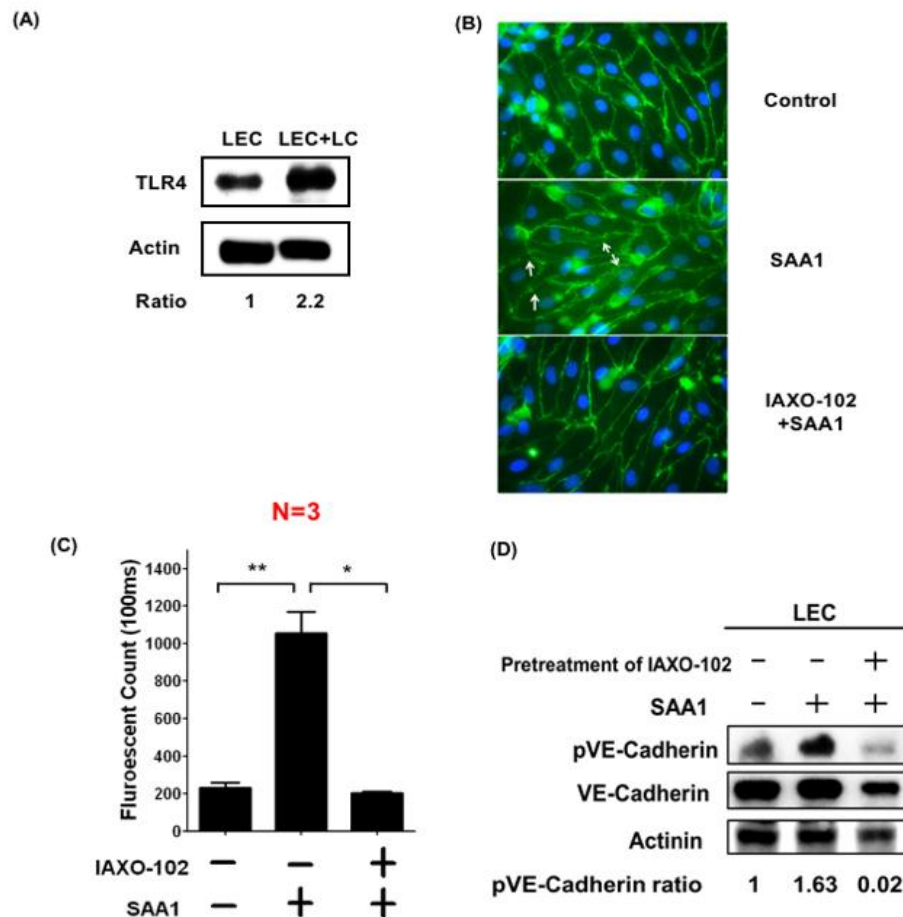 (A)
LEC LEC+LC
TLR4
Actin
Ratio 1 2.2
(B)
Control
SAA1
IAXO-102
+SAA1
N=3
(C)
Fluroescent Count (100ms)
1400
1200
1000
800
600
400
200
0
** *
IAXO-102 − − +
SAA1 − + +
(D)
LEC
Pretreatment of IAXO-102 − − +
SAA1 − + +
pVE-Cadherin
VE-Cadherin
Actinin
pVE-Cadherin ratio 1 1.63 0.02